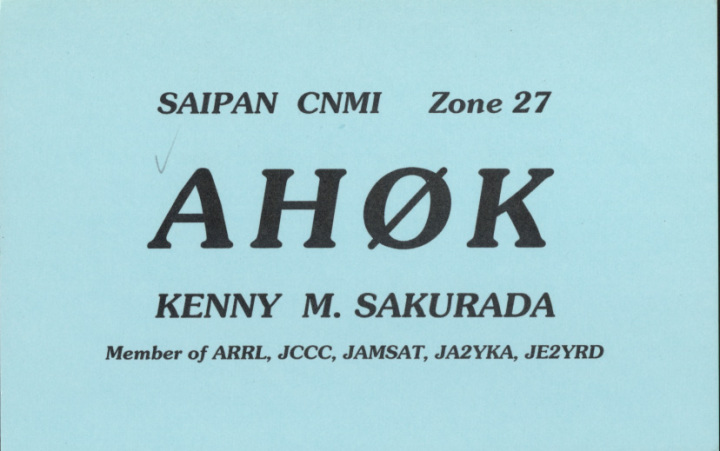 SAIPAN CNMI Zone 27
AHØK
KENNY M. SAKURADA
Member of ARRL, JCCC, JAMSAT, JA2YKA, JE2YRD